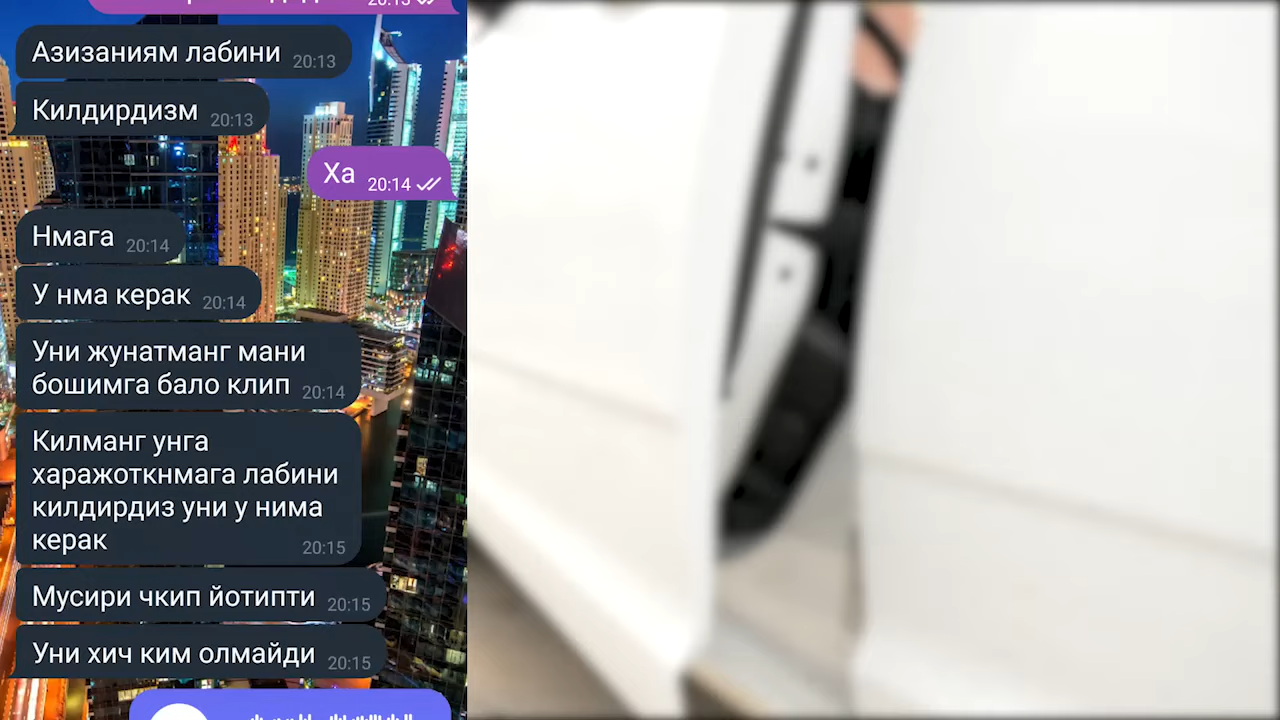 20:13
Азизаниям лабини 20:13
Килдирдизм 20:13
Ха 20:14
Нмага 20:14
У нма керак 20:14
Уни жунатманг мани
бошимга бало клип 20:14
Килманг унга
харажоткнмага лабини
килдирдиз уни у нима
керак 20:15
Мусири чкип йотипти 20:15
Уни хич ким олмайди 20:15